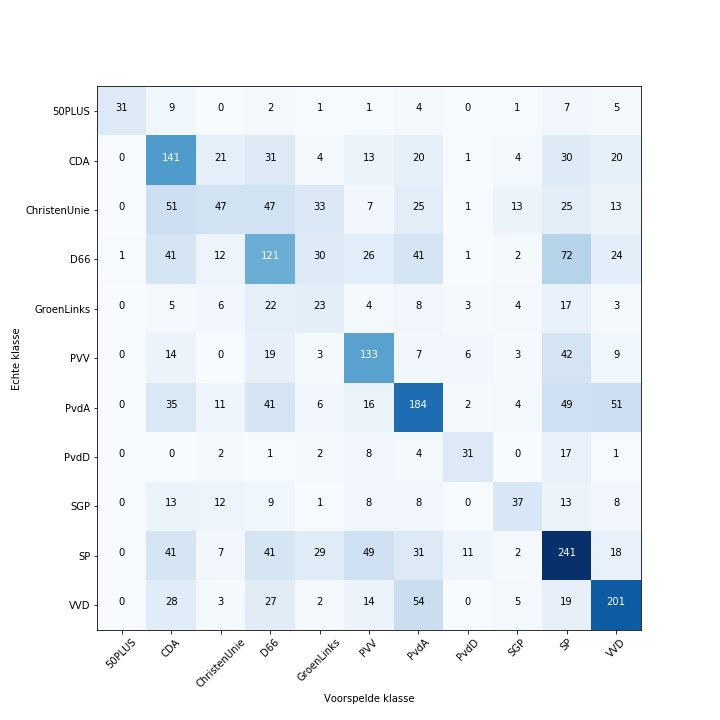 50PLUS 31 9 0 2 1 1 4 0 1 7 5
CDA 0 141 21 31 4 13 20 1 4 30 20
ChristenUnie 0 51 47 47 33 7 25 1 13 25 13
D66 1 41 12 121 30 26 41 1 2 72 24
GroenLinks 0 5 6 22 23 4 8 3 4 17 3
PVV 0 14 0 19 3 133 7 6 3 42 9
Echte klasse
PvdA 0 35 11 41 6 16 184 2 4 49 51
PvdD 0 0 2 1 2 8 4 31 0 17 1
SGP 0 13 12 9 1 8 8 0 37 13 8
SP 0 41 7 41 29 49 31 11 2 241 18
VVD 0 28 3 27 2 14 54 0 5 19 201
50PLUS CDA ChristenUnie D66 GroenLinks PVV PvdA PvdD SGP SP VVD
Voorspelde klasse